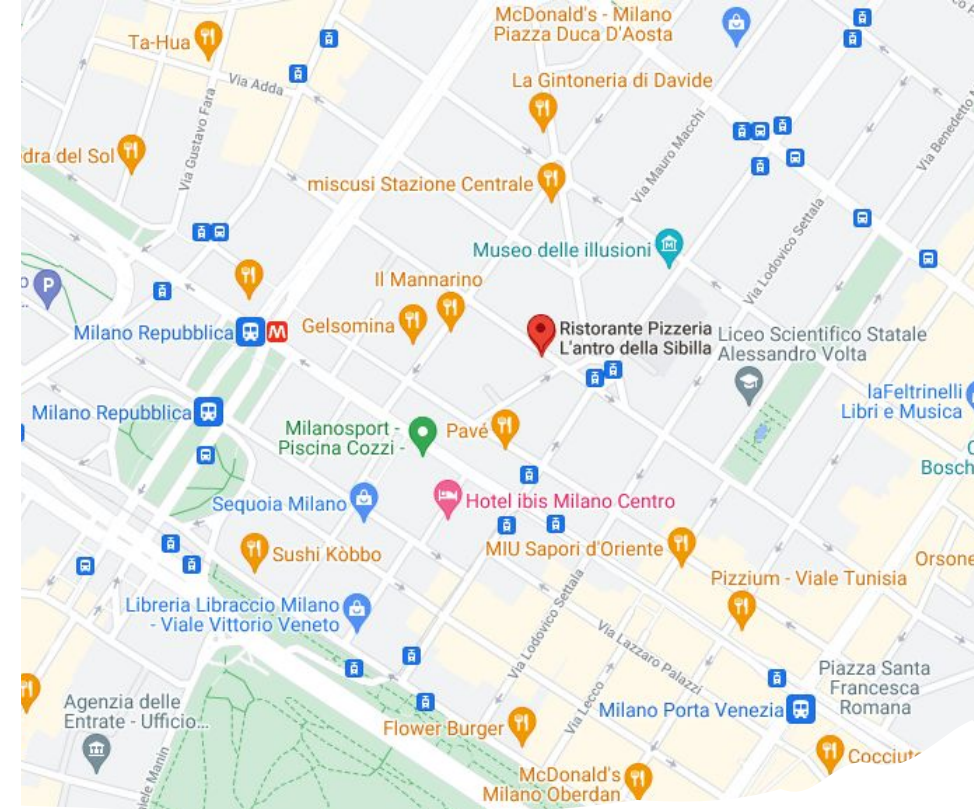 McDonald's - Milano
Piazza Duca D'Aosta
Ta-Hua
La Gintoneria di Davide
Via Adda
Via Gustavo Fara
Via Mauro Macchi
Via Benedetto
dra del Sol
miscusi Stazione Centrale
Via Lodovico Settala
Museo delle illusioni
P
Il Mannarino
Gelsomina
Milano Repubblica
M
Ristorante Pizzeria
L'antro della Sibilla
Liceo Scientifico Statale
Alessandro Volta
laFeltrinelli
Libri e Musica
Milano Repubblica
Milanosport -
Piscina Cozzi -
Pavé
Bosch
Sequoia Milano
Hotel ibis Milano Centro
MIU Sapori d'Oriente
Sushi Kòbbo
Orsone
Pizzium - Viale Tunisia
Libreria Libraccio Milano
- Viale Vittorio Veneto
Via Lodovico Settala
Via Lazzaro Palazzi
Piazza Santa
Francesca
Romana
Agenzia delle
Entrate - Ufficio...
Via Lecco
Milano Porta Venezia
Flower Burger
Cocciut
McDonald's
Milano Oberdan
iele Manin